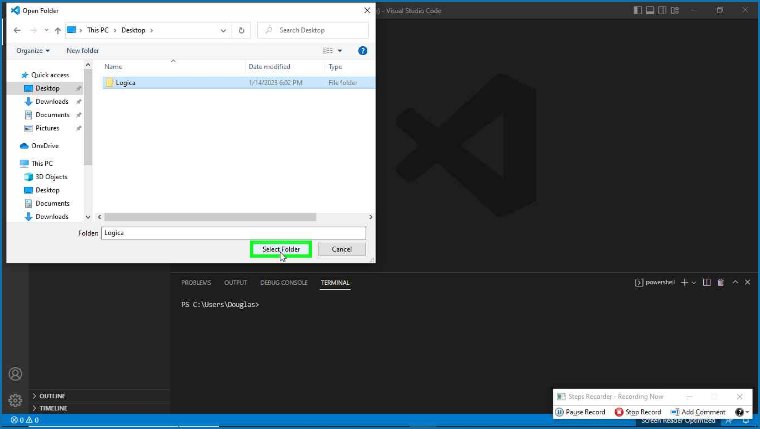 Open Folder
) - Visual Studio Code
This PC > Desktop >
Search Desktop
Organize
New folder
Name
Date modified
Type
Logica
1/14/2023 6:02 PM
File folder
Quick access
Desktop
Downloads
Documents
Pictures
OneDrive
This PC
3D Objects
Desktop
Documents
Downloads
Folder:
Logica
Select Folder
Cancel
PROBLEMS
OUTPUT
DEBUG CONSOLE
TERMINAL
powershell
PS C:\Users\Douglas>
OUTLINE
TIMELINE
Steps Recorder - Recording Now
Pause Record
Stop Record
Add Comment
0
0
Screen Reader Optimized